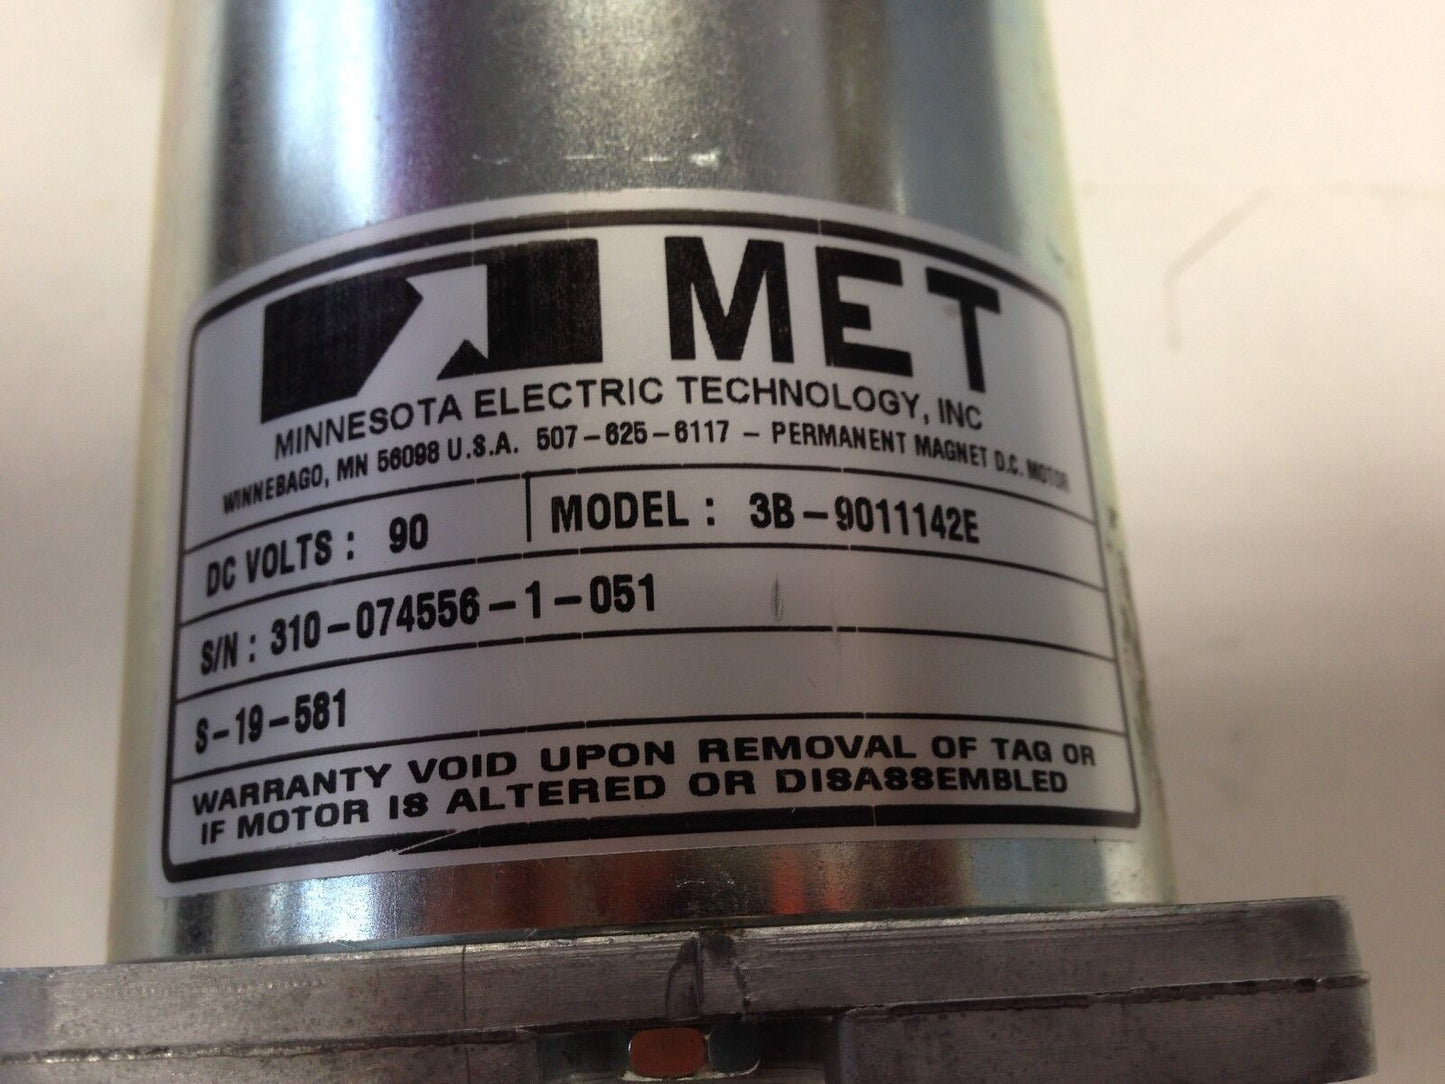 MET
MINNESOTA ELECTRIC TECHNOLOGY, INC
WINNEBAGO, MN 56098 U.S.A. 507-625-6117 - PERMANENT MAGNET D.C. MOTOR
DC VOLTS : 90 MODEL : 3B-9011142E
S/N : 310-074556-1-051
S-19-581
WARRANTY VOID UPON REMOVAL OF TAG OR
IF MOTOR IS ALTERED OR DISASSEMBLED